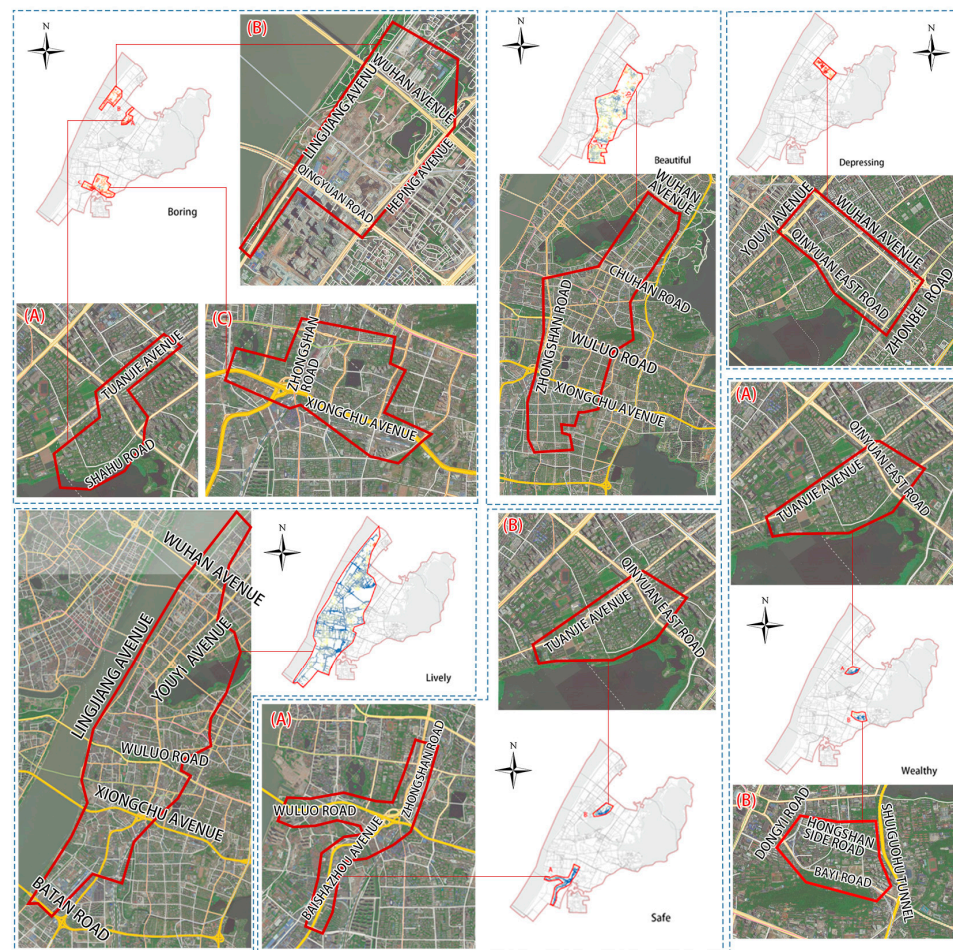 N
B
A
C
Boring
(B)
LINGJIANG AVENU
WUHAN AVENUE
QINGYUAN ROAD
HEPING AVENUE
(A)
TUANJIE AVENUE
SHAHU ROAD
(C)
ZHONGSHAN
ROAD
XIONGCHU AVENUE
N
Beautiful
WUHAN
AVENUE
CHUHAN ROAD
ZHONGSHAN ROAD
WULUO ROAD
XIONGCHU AVENUE
N
Depressing
YOUYI AVENUE
WUHAN AVENUE
QINYUAN EAST ROAD
ZHONBEI ROAD
WUHAN AVENUE
LINGJIANG AVENUE
YOUYI AVENUE
WULUO ROAD
XIONGCHU AVENUE
BATAN ROAD
N
Lively
(A)
WULUO ROAD
ZHONGSHAN ROAD
BAISHAZHOU AVENUE
(B)
TUANJIE AVENUE
QINYUAN EAST ROAD
N
B
A
Safe
(A)
TUANJIE AVENUE
QINYUAN EAST ROAD
N
A
B
Wealthy
(B)
DONGYI ROAD
HONGSHAN
SIDE ROAD
BAYI ROAD
SHUIGUOHU TUNNEL